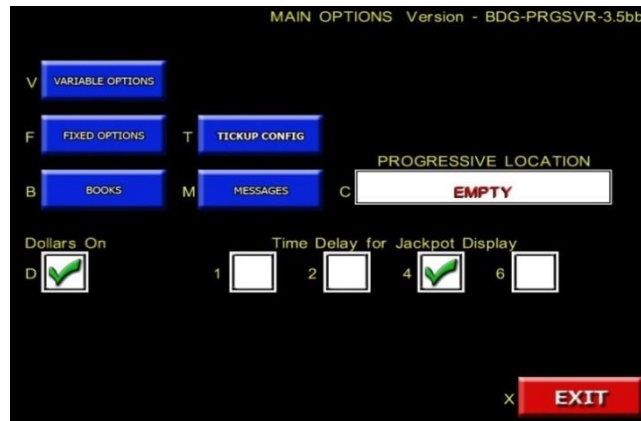 MAIN OPTIONS Version - BDG-PRGSVR-3.5bb
V VARIABLE OPTIONS
F FIXED OPTIONS T TICKUP CONFIG
PROGRESSIVE LOCATION
B BOOKS M MESSAGES C EMPTY
Dollars On Time Delay for Jackpot Display
D 1 2 4 6
X EXIT